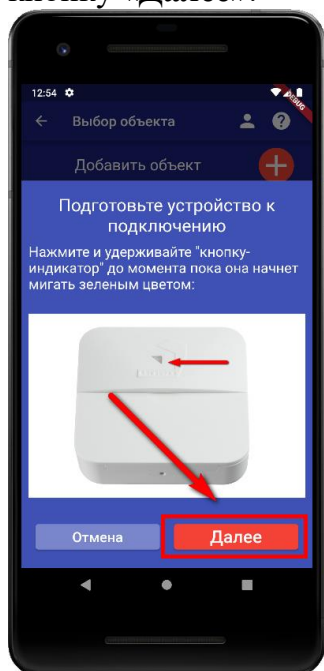 кнопку «Далее».
12:54
DEBUG
Выбор объекта
Добавить объект
Подготовьте устройство к
подключению
Нажмите и удерживайте "кнопку-
индикатор" до момента пока она начнет
мигать зеленым цветом:
Отмена
Далее